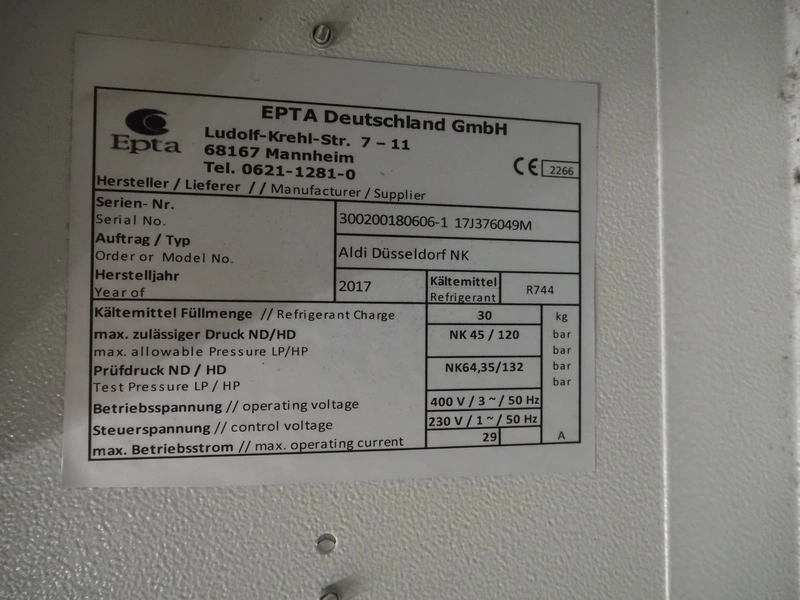 Epta
EPTA Deutschland GmbH
Ludolf-Krehl-Str. 7 – 11
68167 Mannheim
Tel. 0621-1281-0
CE 2266
Hersteller / Lieferer // Manufacturer / Supplier
Serien- Nr.
Serial No.
300200180606-1 17J376049M
Auftrag / Typ
Order or Model No.
Aldi Düsseldorf NK
Herstelljahr
Year of
2017
Kältemittel
Refrigerant
R744
Kältemittel Füllmenge // Refrigerant Charge 30 kg
max. zulässiger Druck ND/HD NK 45 / 120 bar
max. allowable Pressure LP/HP bar
Prüfdruck ND / HD NK64,35/132 bar
Test Pressure LP / HP bar
Betriebsspannung // operating voltage 400 V / 3 ~ / 50 Hz
Steuerspannung // control voltage 230 V / 1 ~ / 50 Hz
max. Betriebsstrom // max. operating current 29 A